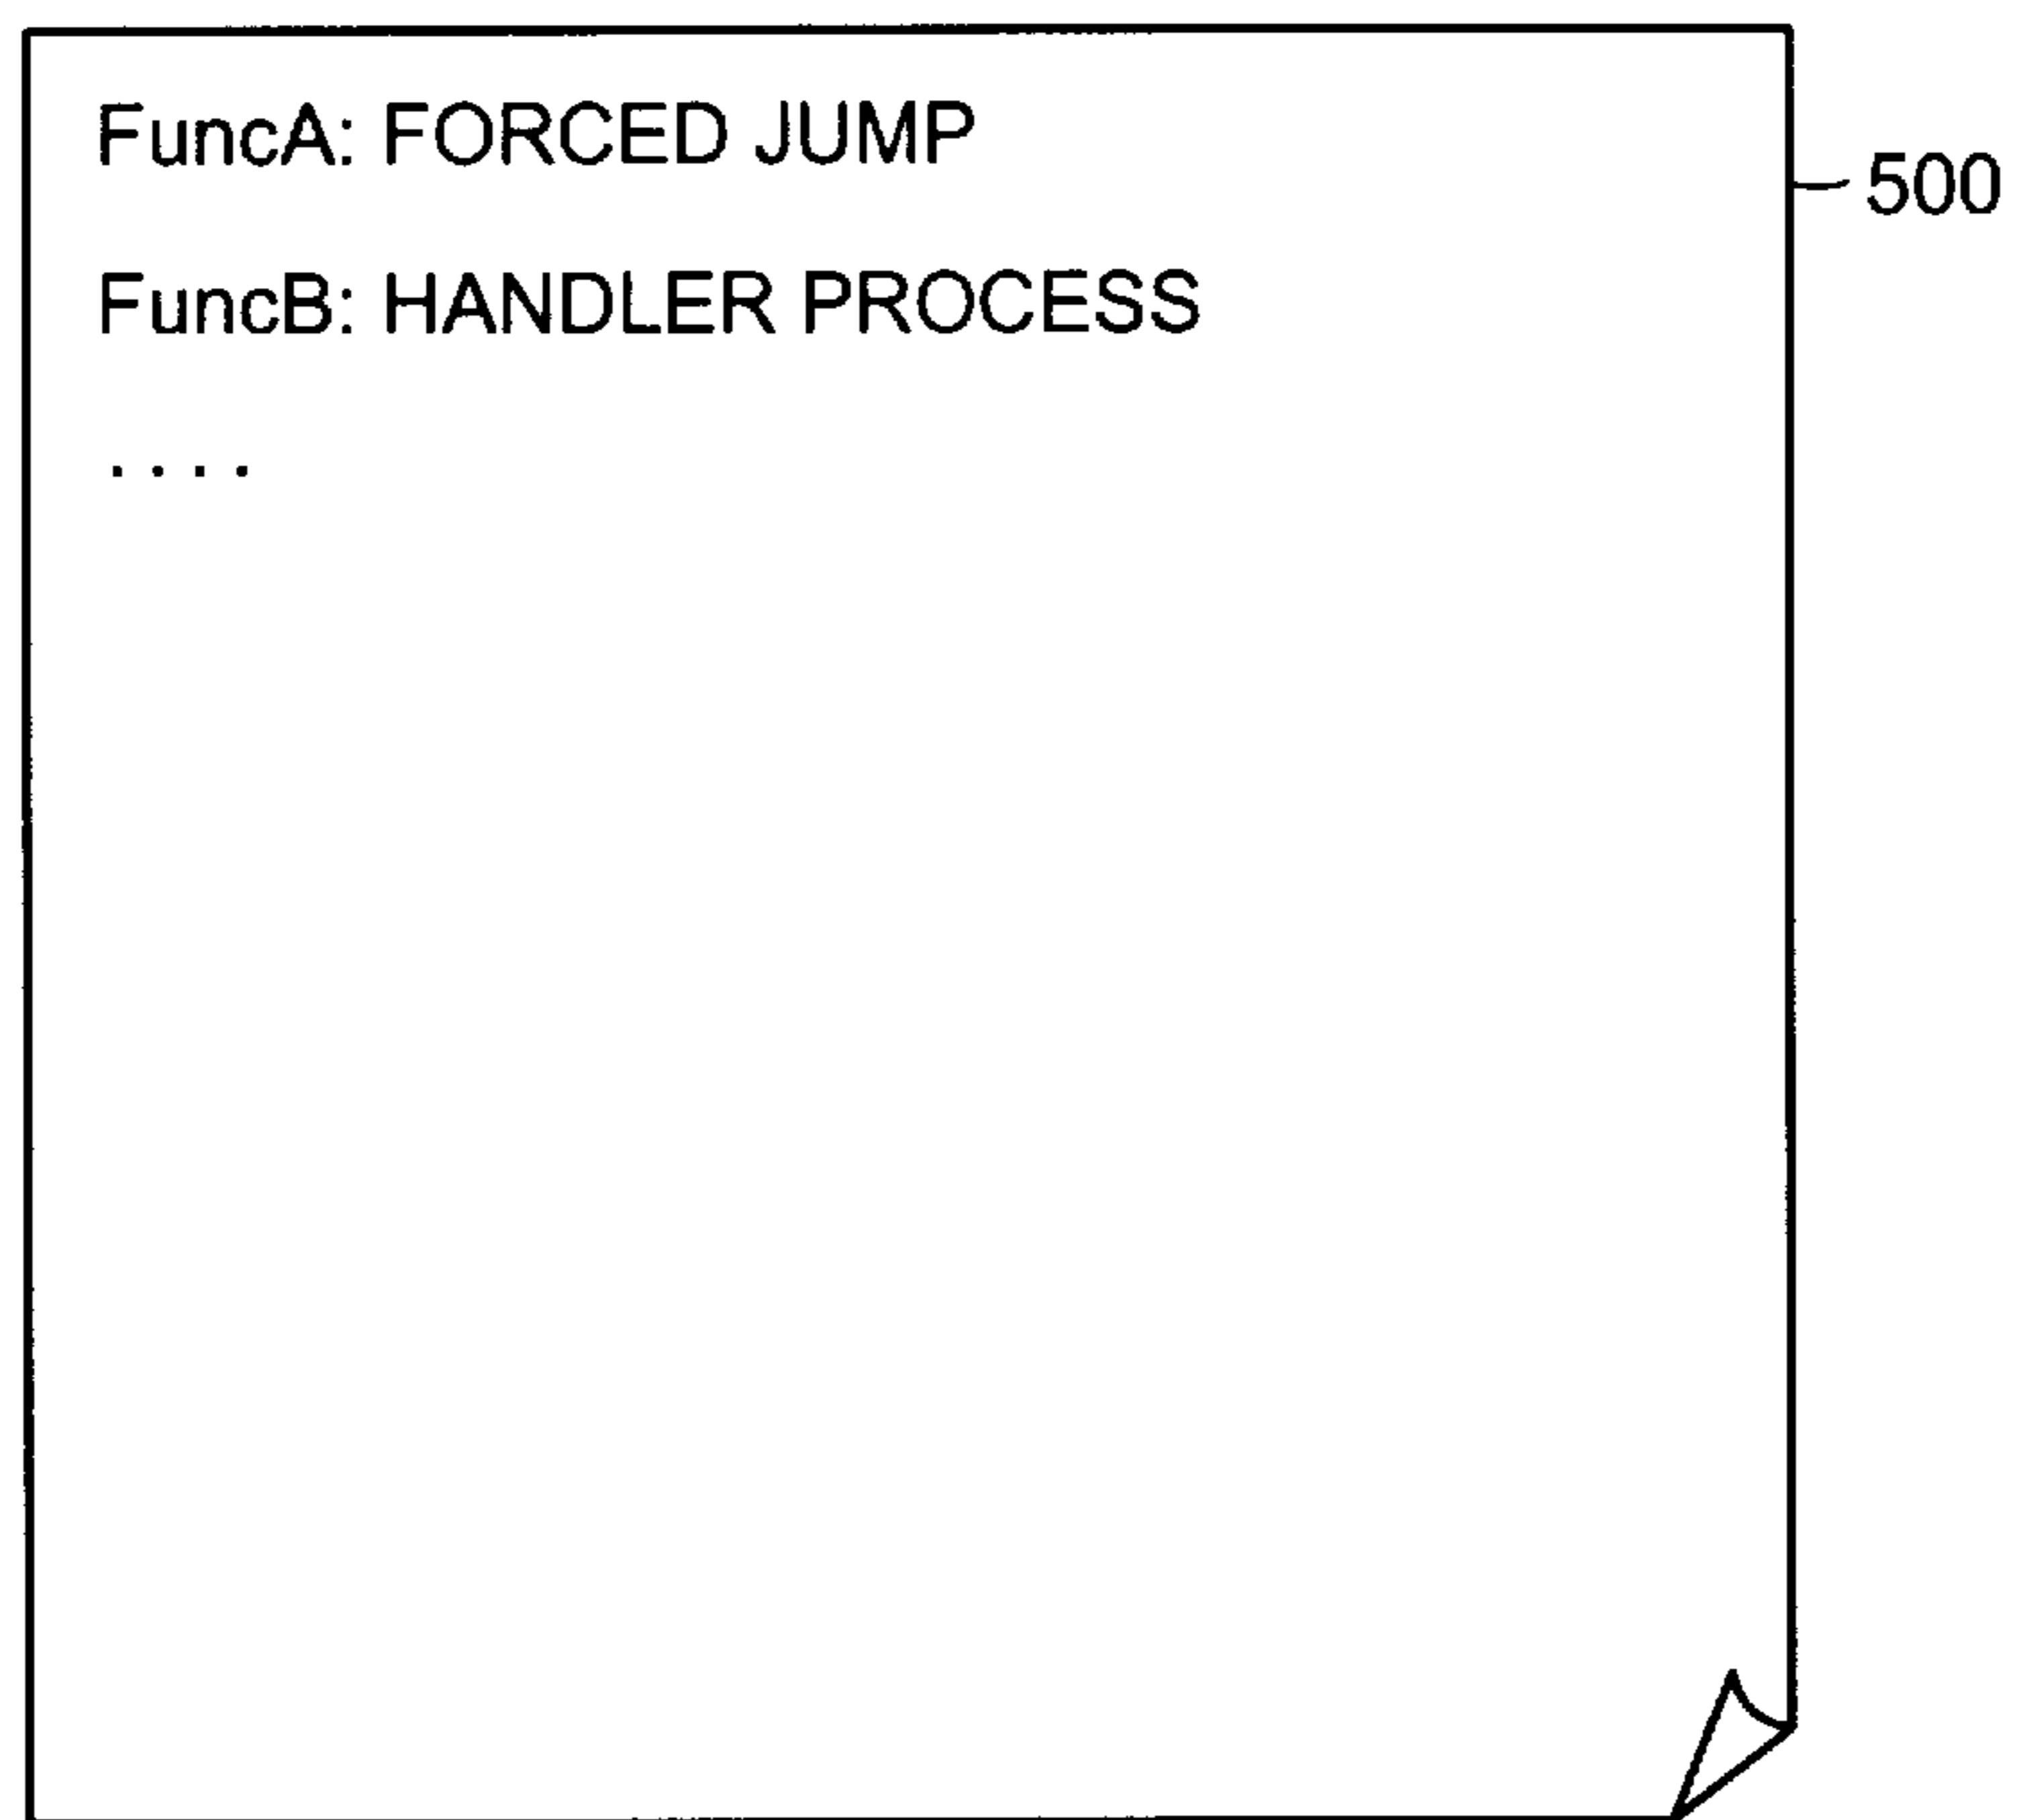 FuncA: FORCED JUMP
500
FuncB: HANDLER PROCESS
....